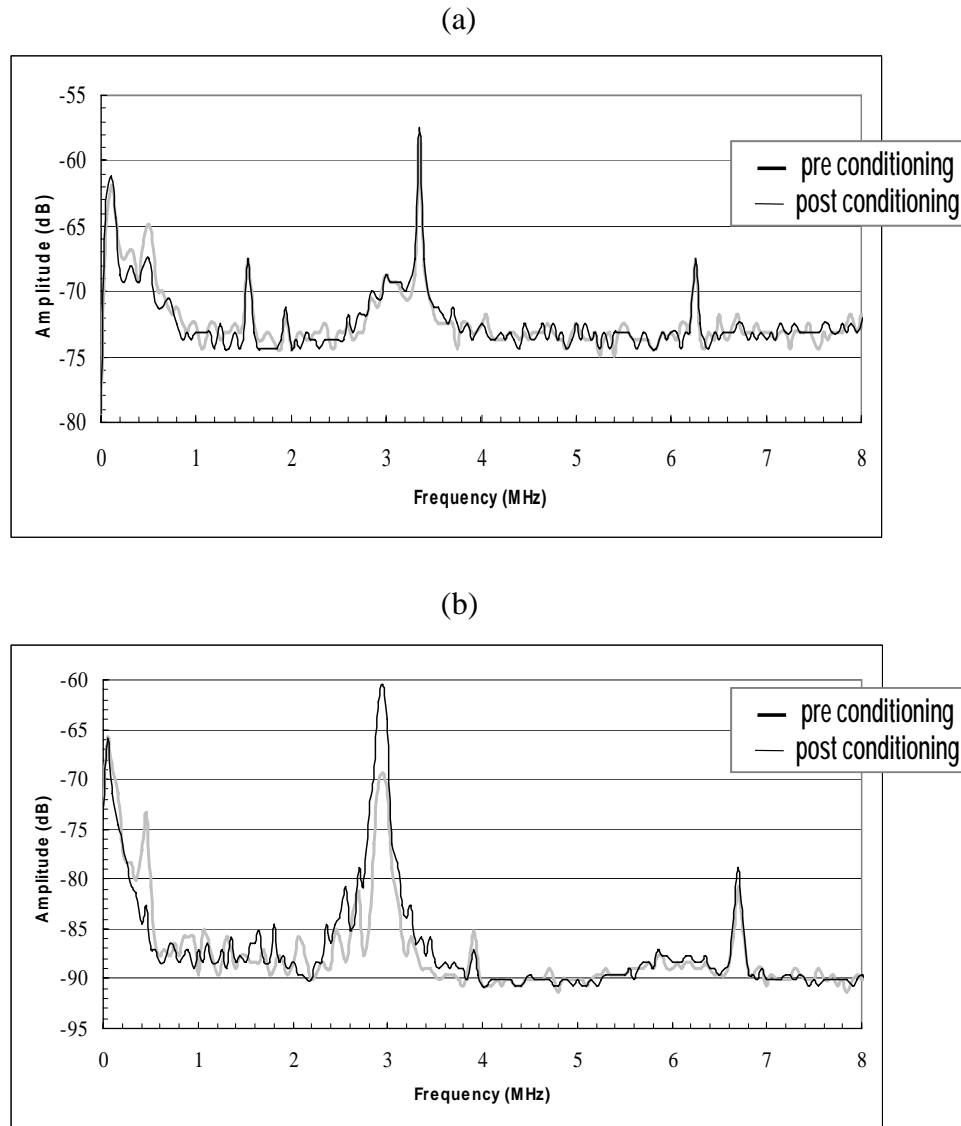 (a)
-55
-60
-65
-70
-75
-80
Amplitude (dB)
0 1 2 3 4 5 6 7 8
Frequency (MHz)
pre conditioning
post conditioning
(b)
-60
-65
-70
-75
-80
-85
-90
-95
Amplitude (dB)
0 1 2 3 4 5 6 7 8
Frequency (MHz)
pre conditioning
post conditioning